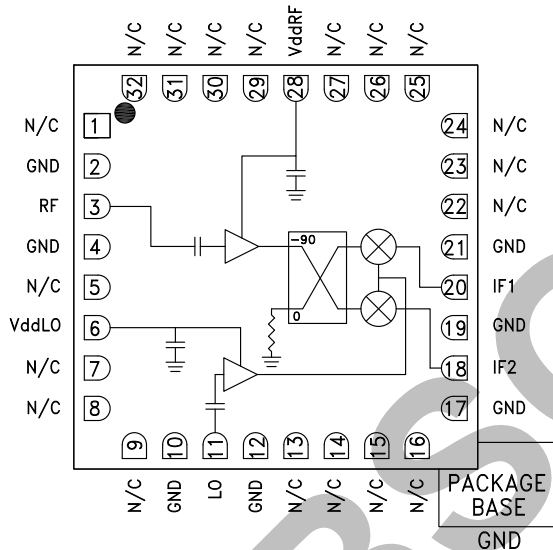 N/C N/C N/C N/C VddRF N/C N/C N/C
32 31 30 29 28 27 26 25
N/C 1
GND 2
RF 3
GND 4
N/C 5
VddLO 6
N/C 7
N/C 8
24 N/C
23 N/C
22 N/C
21 GND
20 IF1
19 GND
18 IF2
17 GND
-90
0
9 10 11 12 13 14 15 16
N/C GND LO GND N/C N/C N/C N/C
PACKAGE
BASE
GND